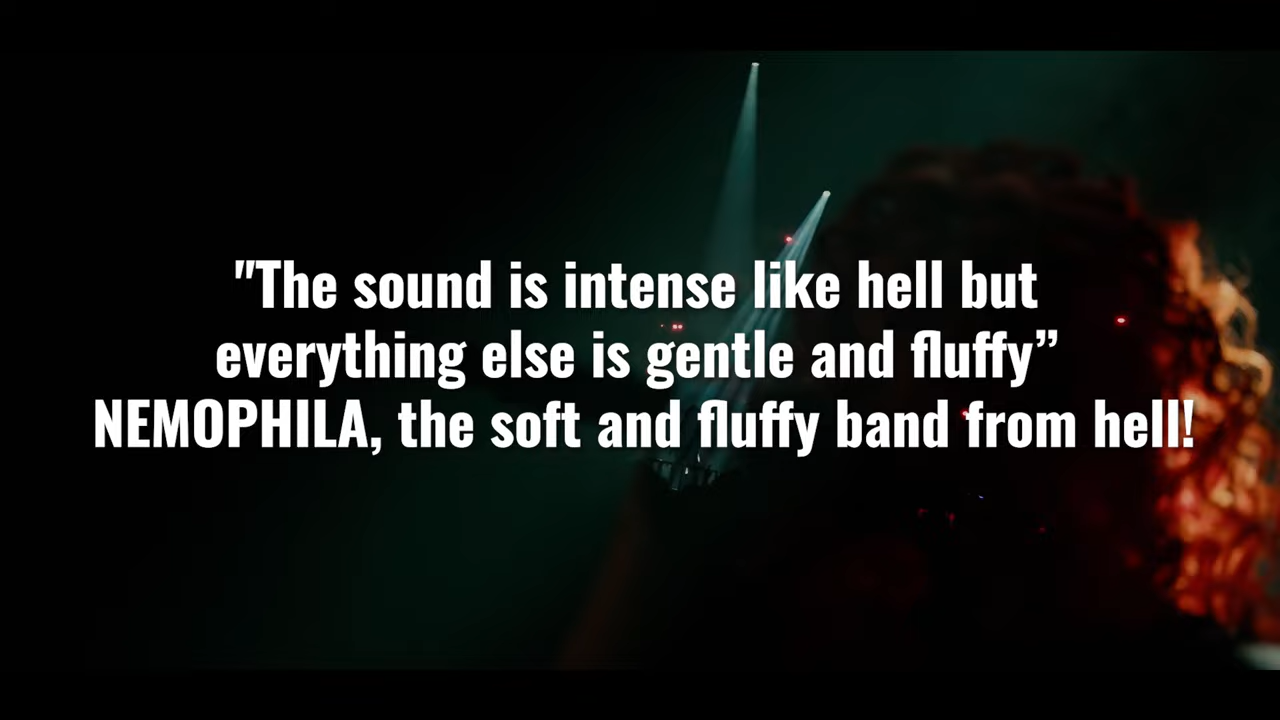 "The sound is intense like hell but
everything else is gentle and fluffy”
NEMOPHILA, the soft and fluffy band from hell!